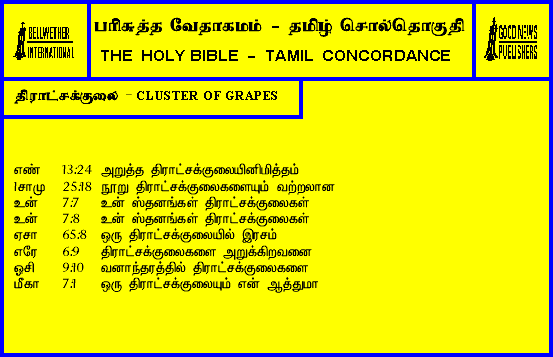 BELLWETHER
INTERNATIONAL
பரிசுத்த வேதாகமம் - தமிழ் சொல்தொகுதி
THE HOLY BIBLE - TAMIL CONCORDANCE
GOOD NEWS
PUBLISHERS
திராட்சக்குலை - CLUSTER OF GRAPES
எண் 13:24 அறுத்த திராட்சக்குலையினிமித்தம்
1சாமு 25:18 நூறு திராட்சக்குலைகளையும் வற்றலான
உன் 7:7 உன் ஸ்தனங்கள் திராட்சக்குலைகள்
உன் 7:8 உன் ஸ்தனங்கள் திராட்சக்குலைகள்
ஏசா 65:8 ஒரு திராட்சக்குலையில் இரசம்
எரே 6:9 திராட்சக்குலைகளை அறுக்கிறவனை
ஓசி 9:10 வனாந்தரத்தில் திராட்சக்குலைகளை
மீகா 7:1 ஒரு திராட்சக்குலையும் என் ஆத்துமா